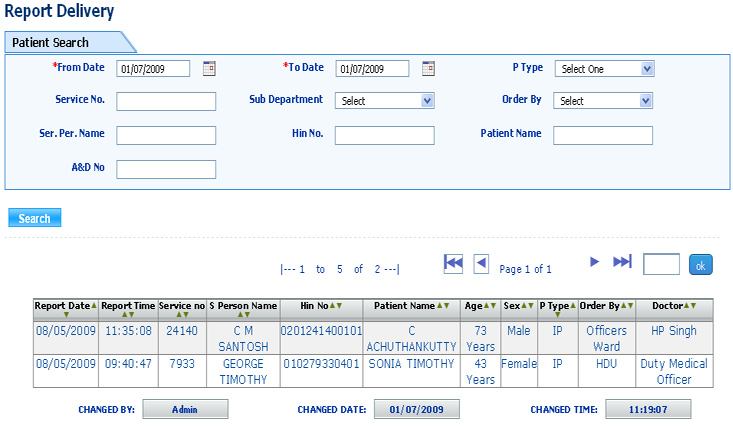 Report Delivery
Patient Search
*From Date 01/07/2009 *To Date 01/07/2009 P Type Select One
Service No. Sub Department Select Order By Select
Ser. Per. Name Hin No. Patient Name
A&D No
Search
|--- 1 to 5 of 2 ---| Page 1 of 1 ok
Report Date Report Time Service no S Person Name Hin No Patient Name Age Sex P Type Order By Doctor
08/05/2009 11:35:08 24140 C M 0201241400101 C 73 Male IP Officers HP Singh
SANTOSH ACHUTHANKUTTY Years Ward
08/05/2009 09:40:47 7933 GEORGE 010279330401 SONIA TIMOTHY 43 Female IP HDU Duty Medical
TIMOTHY Years Officer
CHANGED BY: Admin CHANGED DATE: 01/07/2009 CHANGED TIME: 11:19:07